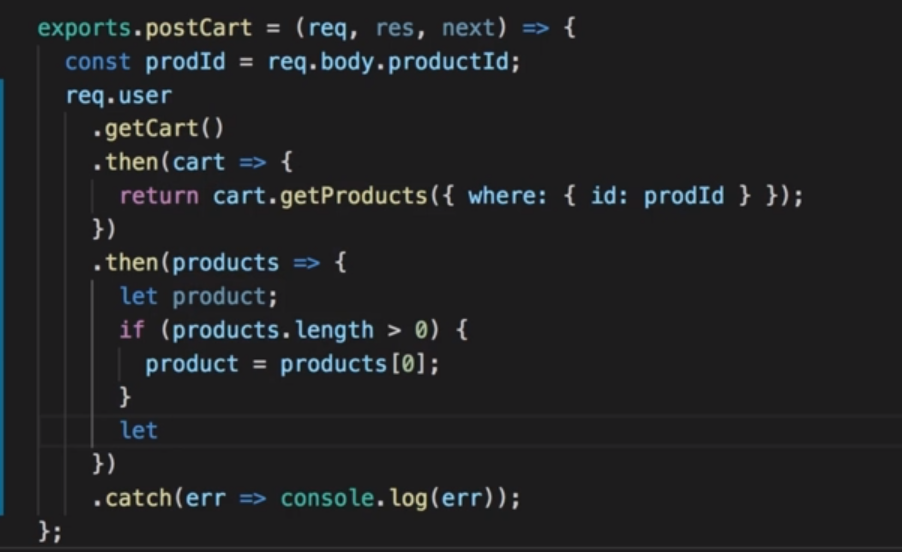 exports.postCart = (req, res, next) => {
  const prodId = req.body.productId;
  req.user
    .getCart()
    .then(cart => {
      return cart.getProducts({ where: { id: prodId } });
    })
    .then(products => {
      let product;
      if (products.length > 0) {
        product = products[0];
      }
      let
    })
    .catch(err => console.log(err));
};